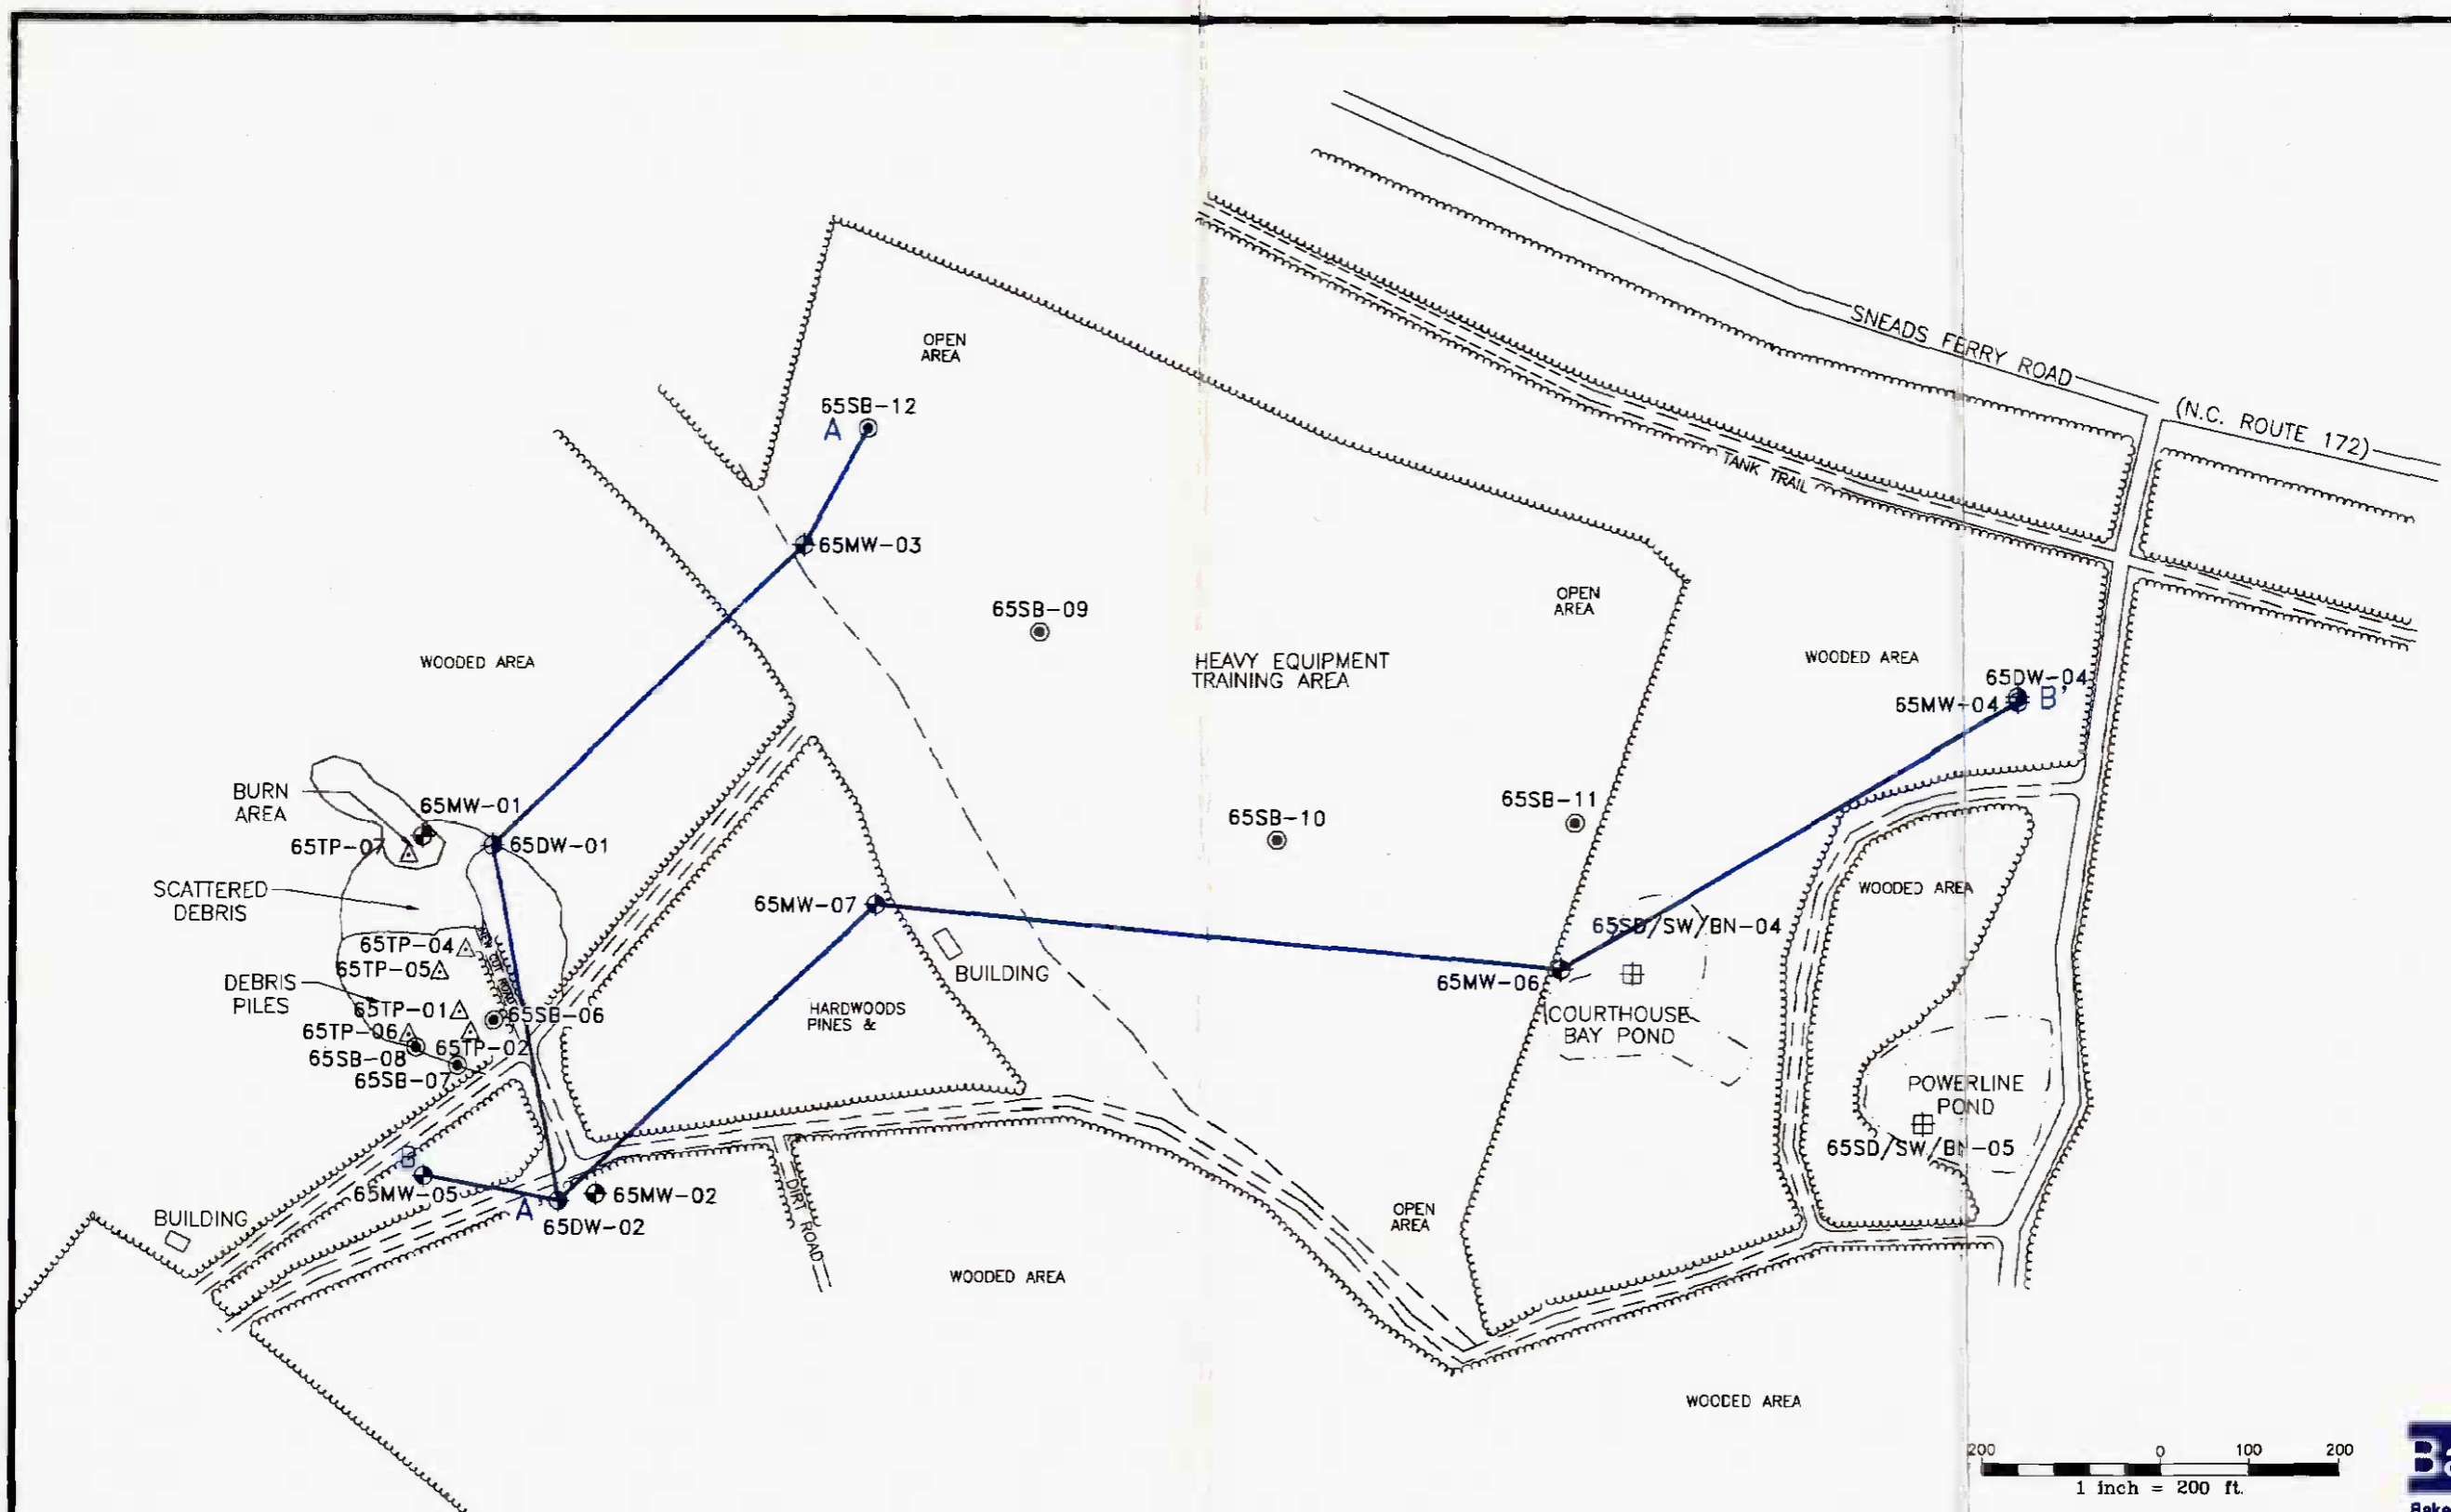 SNEADS FERRY ROAD
(N.C. ROUTE 172)
TANK TRAIL
OPEN
AREA
65SB-12
A
65MW-03
65SB-09
OPEN
AREA
HEAVY EQUIPMENT
TRAINING AREA
WOODED AREA
WOODED AREA
65DW-04
65MW-04
B'
BURN
AREA
65MW-01
65TP-07
65DW-01
65SB-10
65SB-11
SCATTERED
DEBRIS
65MW-07
WOODED AREA
65SD/SW/BN-04
65TP-04
65TP-05
NEW CUT ROAD
BUILDING
65MW-06
DEBRIS
PILES
65TP-01
65SB-06
HARDWOODS
PINES &
COURTHOUSE
BAY POND
65TP-06
65TP-02
65SB-08
65SB-07
POWERLINE
POND
65SD/SW/BN-05
B
65MW-05
65MW-02
A'
65DW-02
DIRT ROAD
BUILDING
OPEN
AREA
WOODED AREA
WOODED AREA
200 0 100 200
1 inch = 200 ft.
Ba
Bake